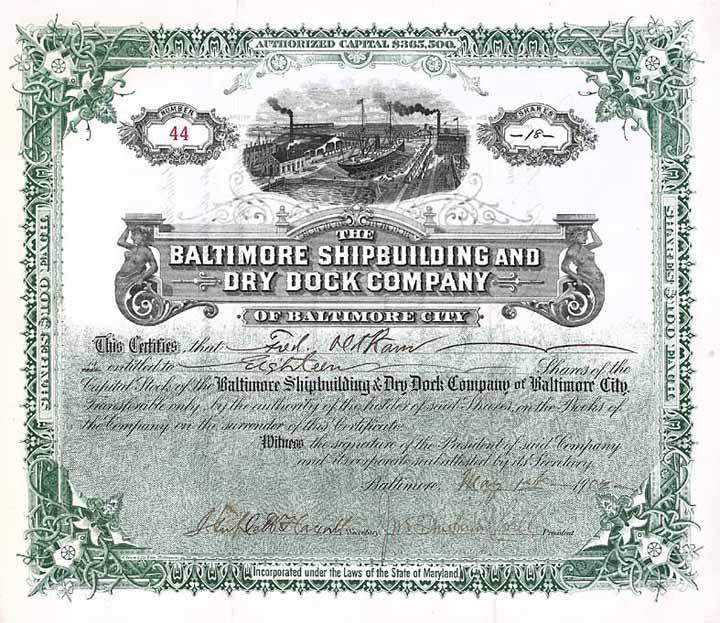 AUTHORIZED CAPITAL $365,500.
NUMBER
44
SHARES
—18—
THE
BALTIMORE SHIPBUILDING AND
DRY DOCK COMPANY
OF BALTIMORE CITY
This Certifies, that Fred.
is entitled to Eighteen Shares of the
Capital Stock of the Baltimore Shipbuilding & Dry Dock Company of Baltimore City.
Transferable only, by the authority of the holder of said Shares, on the Books of
the Company on the surrender of this Certificate.
Witness the signature of the President of said Company
and its corporate seal attested by its Secretary.
Baltimore, May 1st 190
Secretary
President
SHARES $100 EACH
SHARES $100 EACH
Incorporated under the Laws of the State of Maryland.